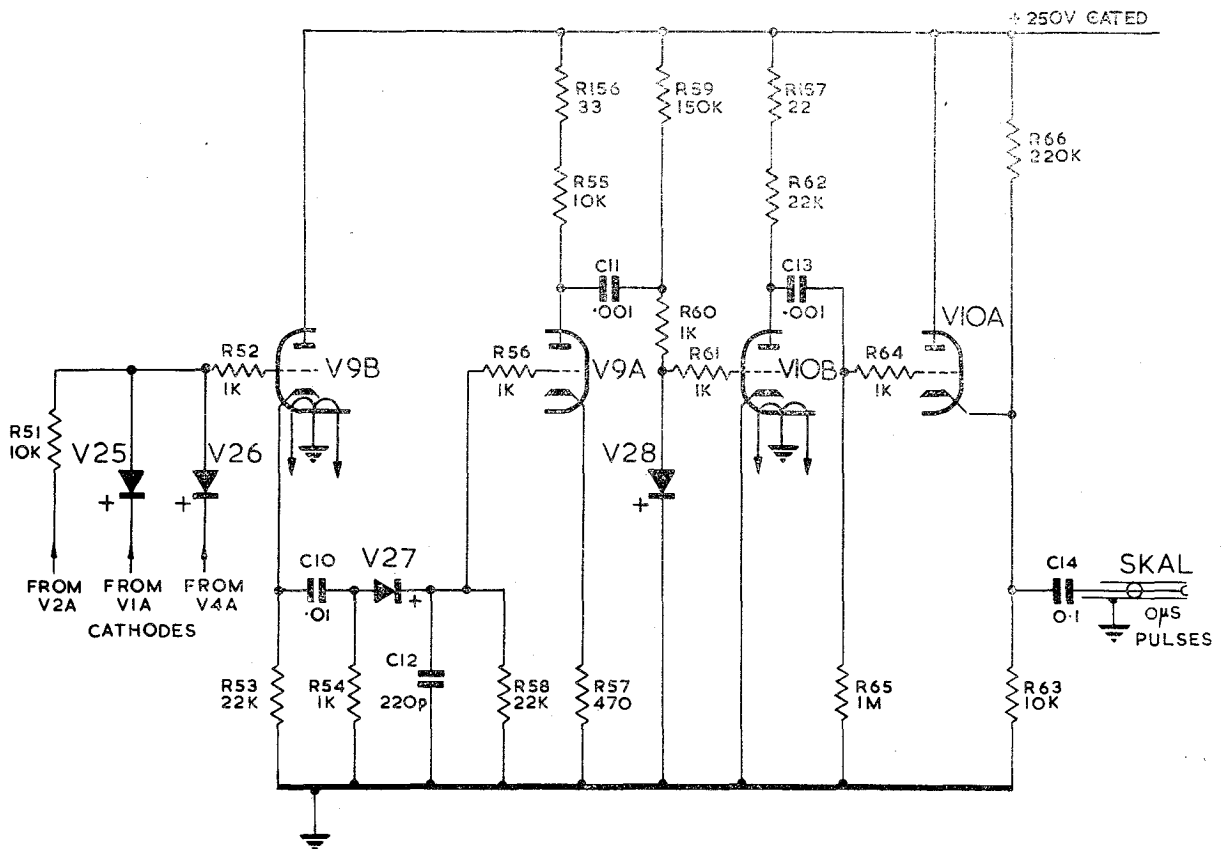 + 250V GATED
R156
33
R59
150K
R157
22
R66
220K
R55
10K
R62
22K
C11
.001
C13
.001
R60
1K
V10A
R52
1K
V9B
R56
1K
V9A
R61
1K
V10B
R64
1K
R51
10K
V25
+
V26
+
V28
+
FROM
V2A
FROM
V1A
FROM
V4A
CATHODES
C10
.01
V27
+
C14
0.1
SKAL
0µS
PULSES
R53
22K
R54
1K
C12
220p
R58
22K
R57
470
R65
1M
R63
10K